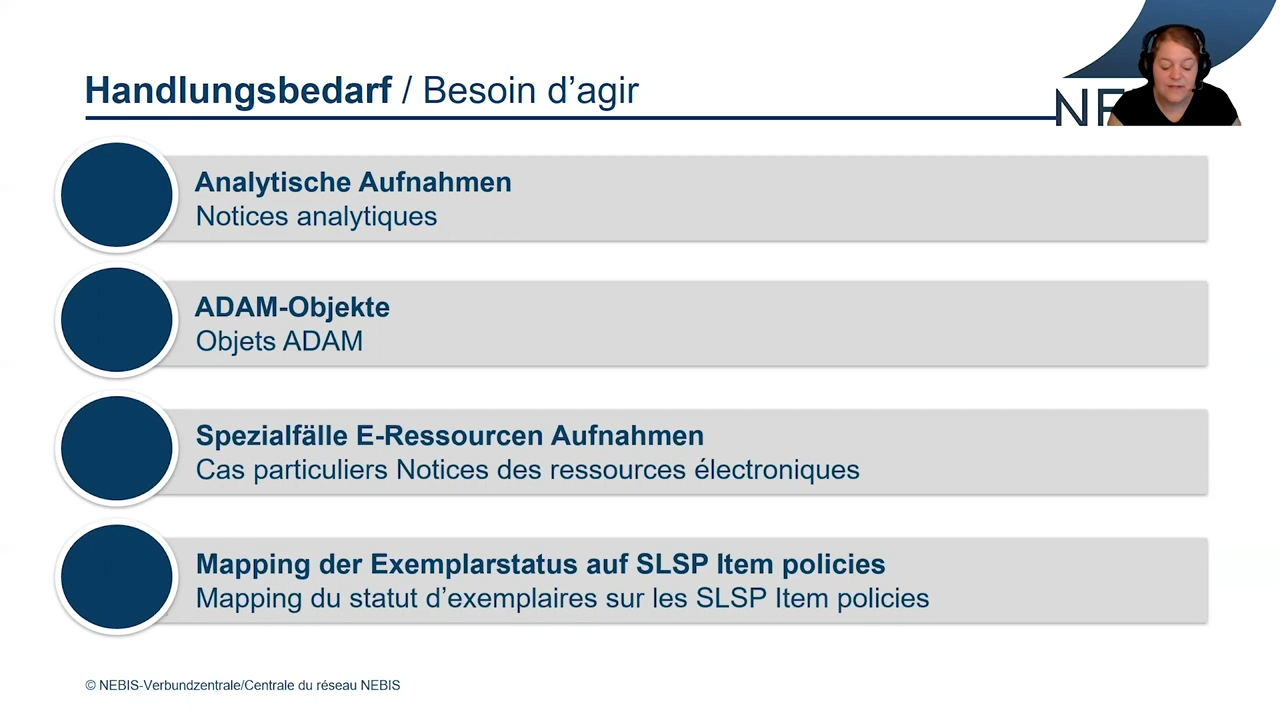 Handlungsbedarf / Besoin d’agir
Analytische Aufnahmen
Notices analytiques
ADAM-Objekte
Objets ADAM
Spezialfälle E-Ressourcen Aufnahmen
Cas particuliers Notices des ressources électroniques
Mapping der Exemplarstatus auf SLSP Item policies
Mapping du statut d’exemplaires sur les SLSP Item policies
© NEBIS-Verbundzentrale/Centrale du réseau NEBIS